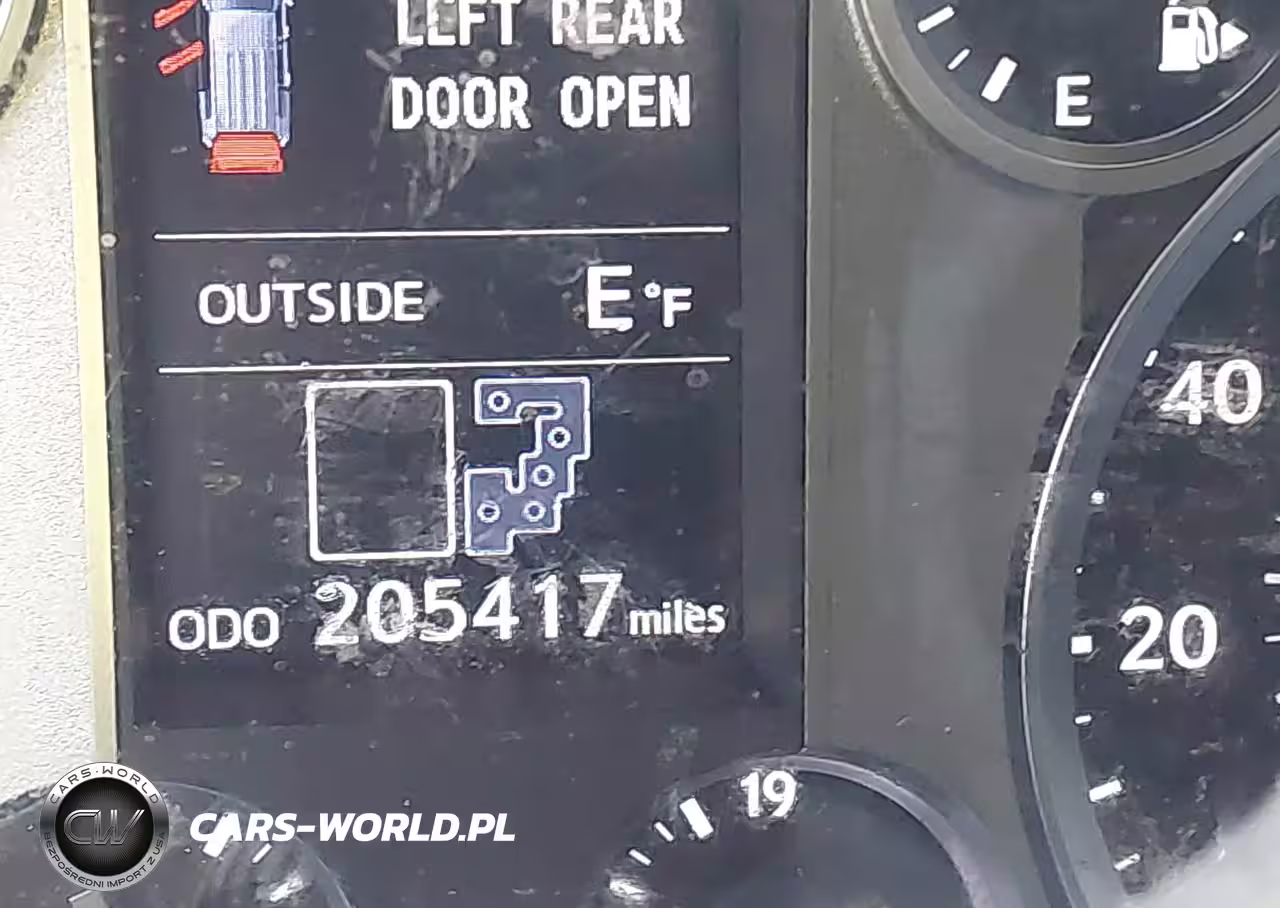 LEFT REAR
DOOR OPEN
E
OUTSIDE E °F
40
20
ODO 205417 miles
19
CARS-WORLD
CW
BEZPOŚREDNI IMPORT Z USA
CARS-WORLD.PL